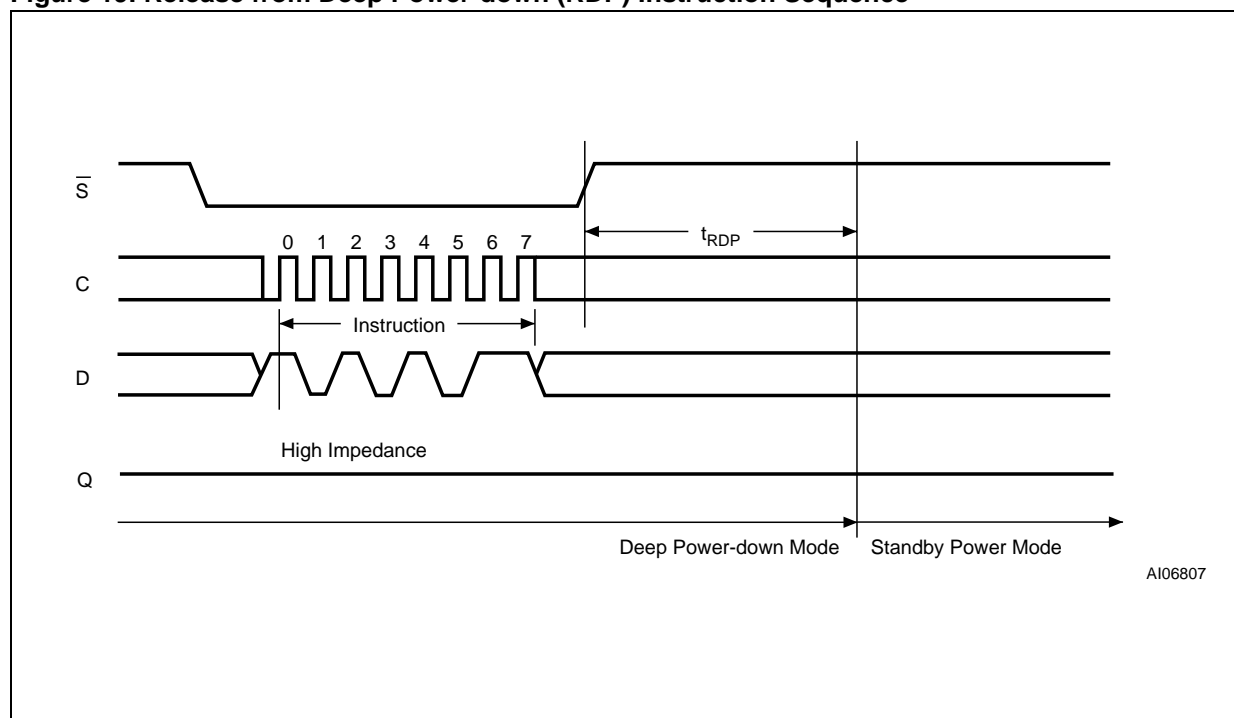 Figure 19. Release from Deep Power-down (RDP) Instruction Sequence
S
0 1 2 3 4 5 6 7
tRDP
C
Instruction
D
High Impedance
Q
Deep Power-down Mode Standby Power Mode
AI06807